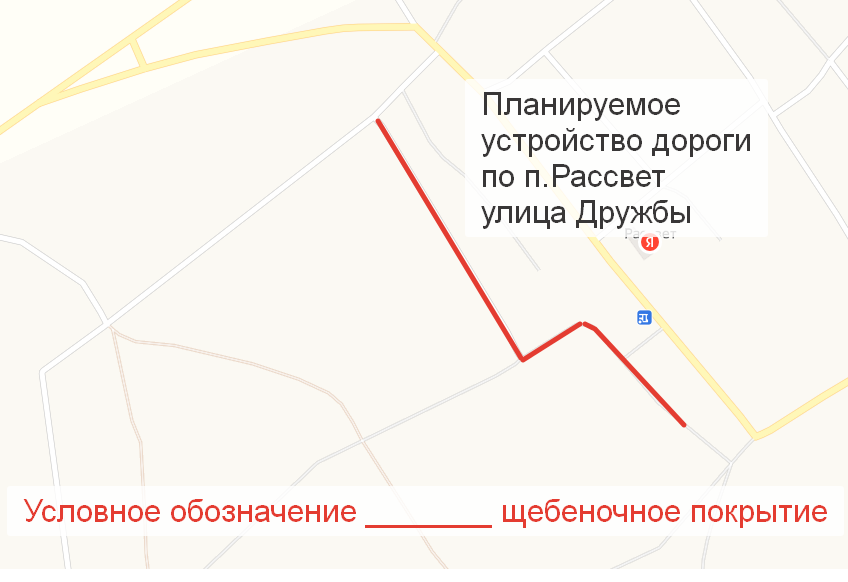 Планируемое
устройство дороги
по п.Рассвет
улица Дружбы
Я
Условное обозначение ________ щебеночное покрытие